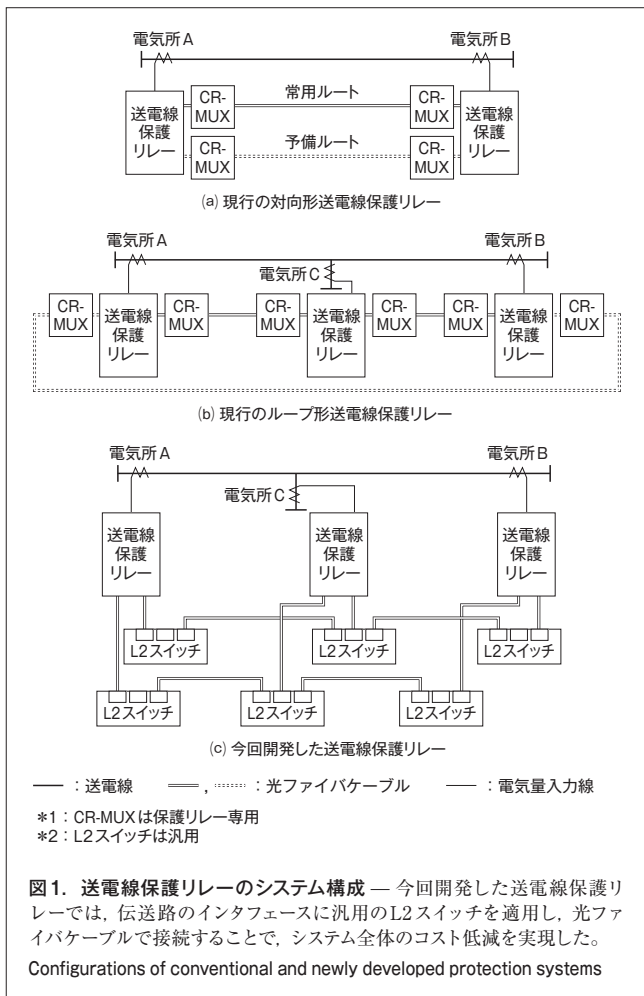 電気所A
電気所B
CR-
MUX
常用ルート
CR-
MUX
送電線
保護
リレー
送電線
保護
リレー
CR-
MUX
予備ルート
CR-
MUX
(a) 現行の対向形送電線保護リレー
電気所A
電気所B
電気所C
CR-
MUX
送電線
保護
リレー
CR-
MUX
CR-
MUX
送電線
保護
リレー
CR-
MUX
CR-
MUX
送電線
保護
リレー
CR-
MUX
(b) 現行のループ形送電線保護リレー
電気所A
電気所B
電気所C
送電線
保護
リレー
送電線
保護
リレー
送電線
保護
リレー
L2スイッチ
L2スイッチ
L2スイッチ
L2スイッチ
L2スイッチ
L2スイッチ
(c) 今回開発した送電線保護リレー
：送電線 ， ：光ファイバケーブル ：電気量入力線
*1：CR-MUXは保護リレー専用
*2：L2スイッチは汎用
図1. 送電線保護リレーのシステム構成 — 今回開発した送電線保護リ
レーでは，伝送路のインタフェースに汎用のL2スイッチを適用し，光ファ
イバケーブルで接続することで，システム全体のコスト低減を実現した。
Configurations of conventional and newly developed protection systems